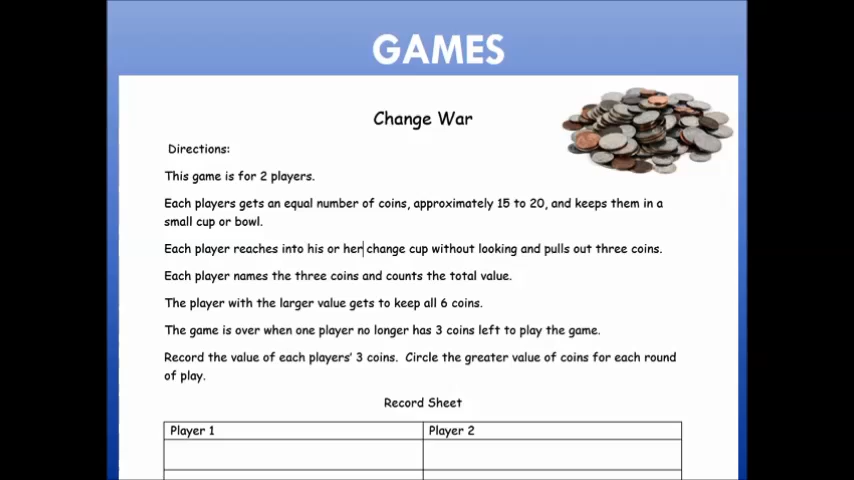 GAMES
Change War
Directions:
This game is for 2 players.
Each players gets an equal number of coins, approximately 15 to 20, and keeps them in a
small cup or bowl.
Each player reaches into his or her change cup without looking and pulls out three coins.
Each player names the three coins and counts the total value.
The player with the larger value gets to keep all 6 coins.
The game is over when one player no longer has 3 coins left to play the game.
Record the value of each players’ 3 coins.  Circle the greater value of coins for each round
of play.
Record Sheet
Player 1
Player 2